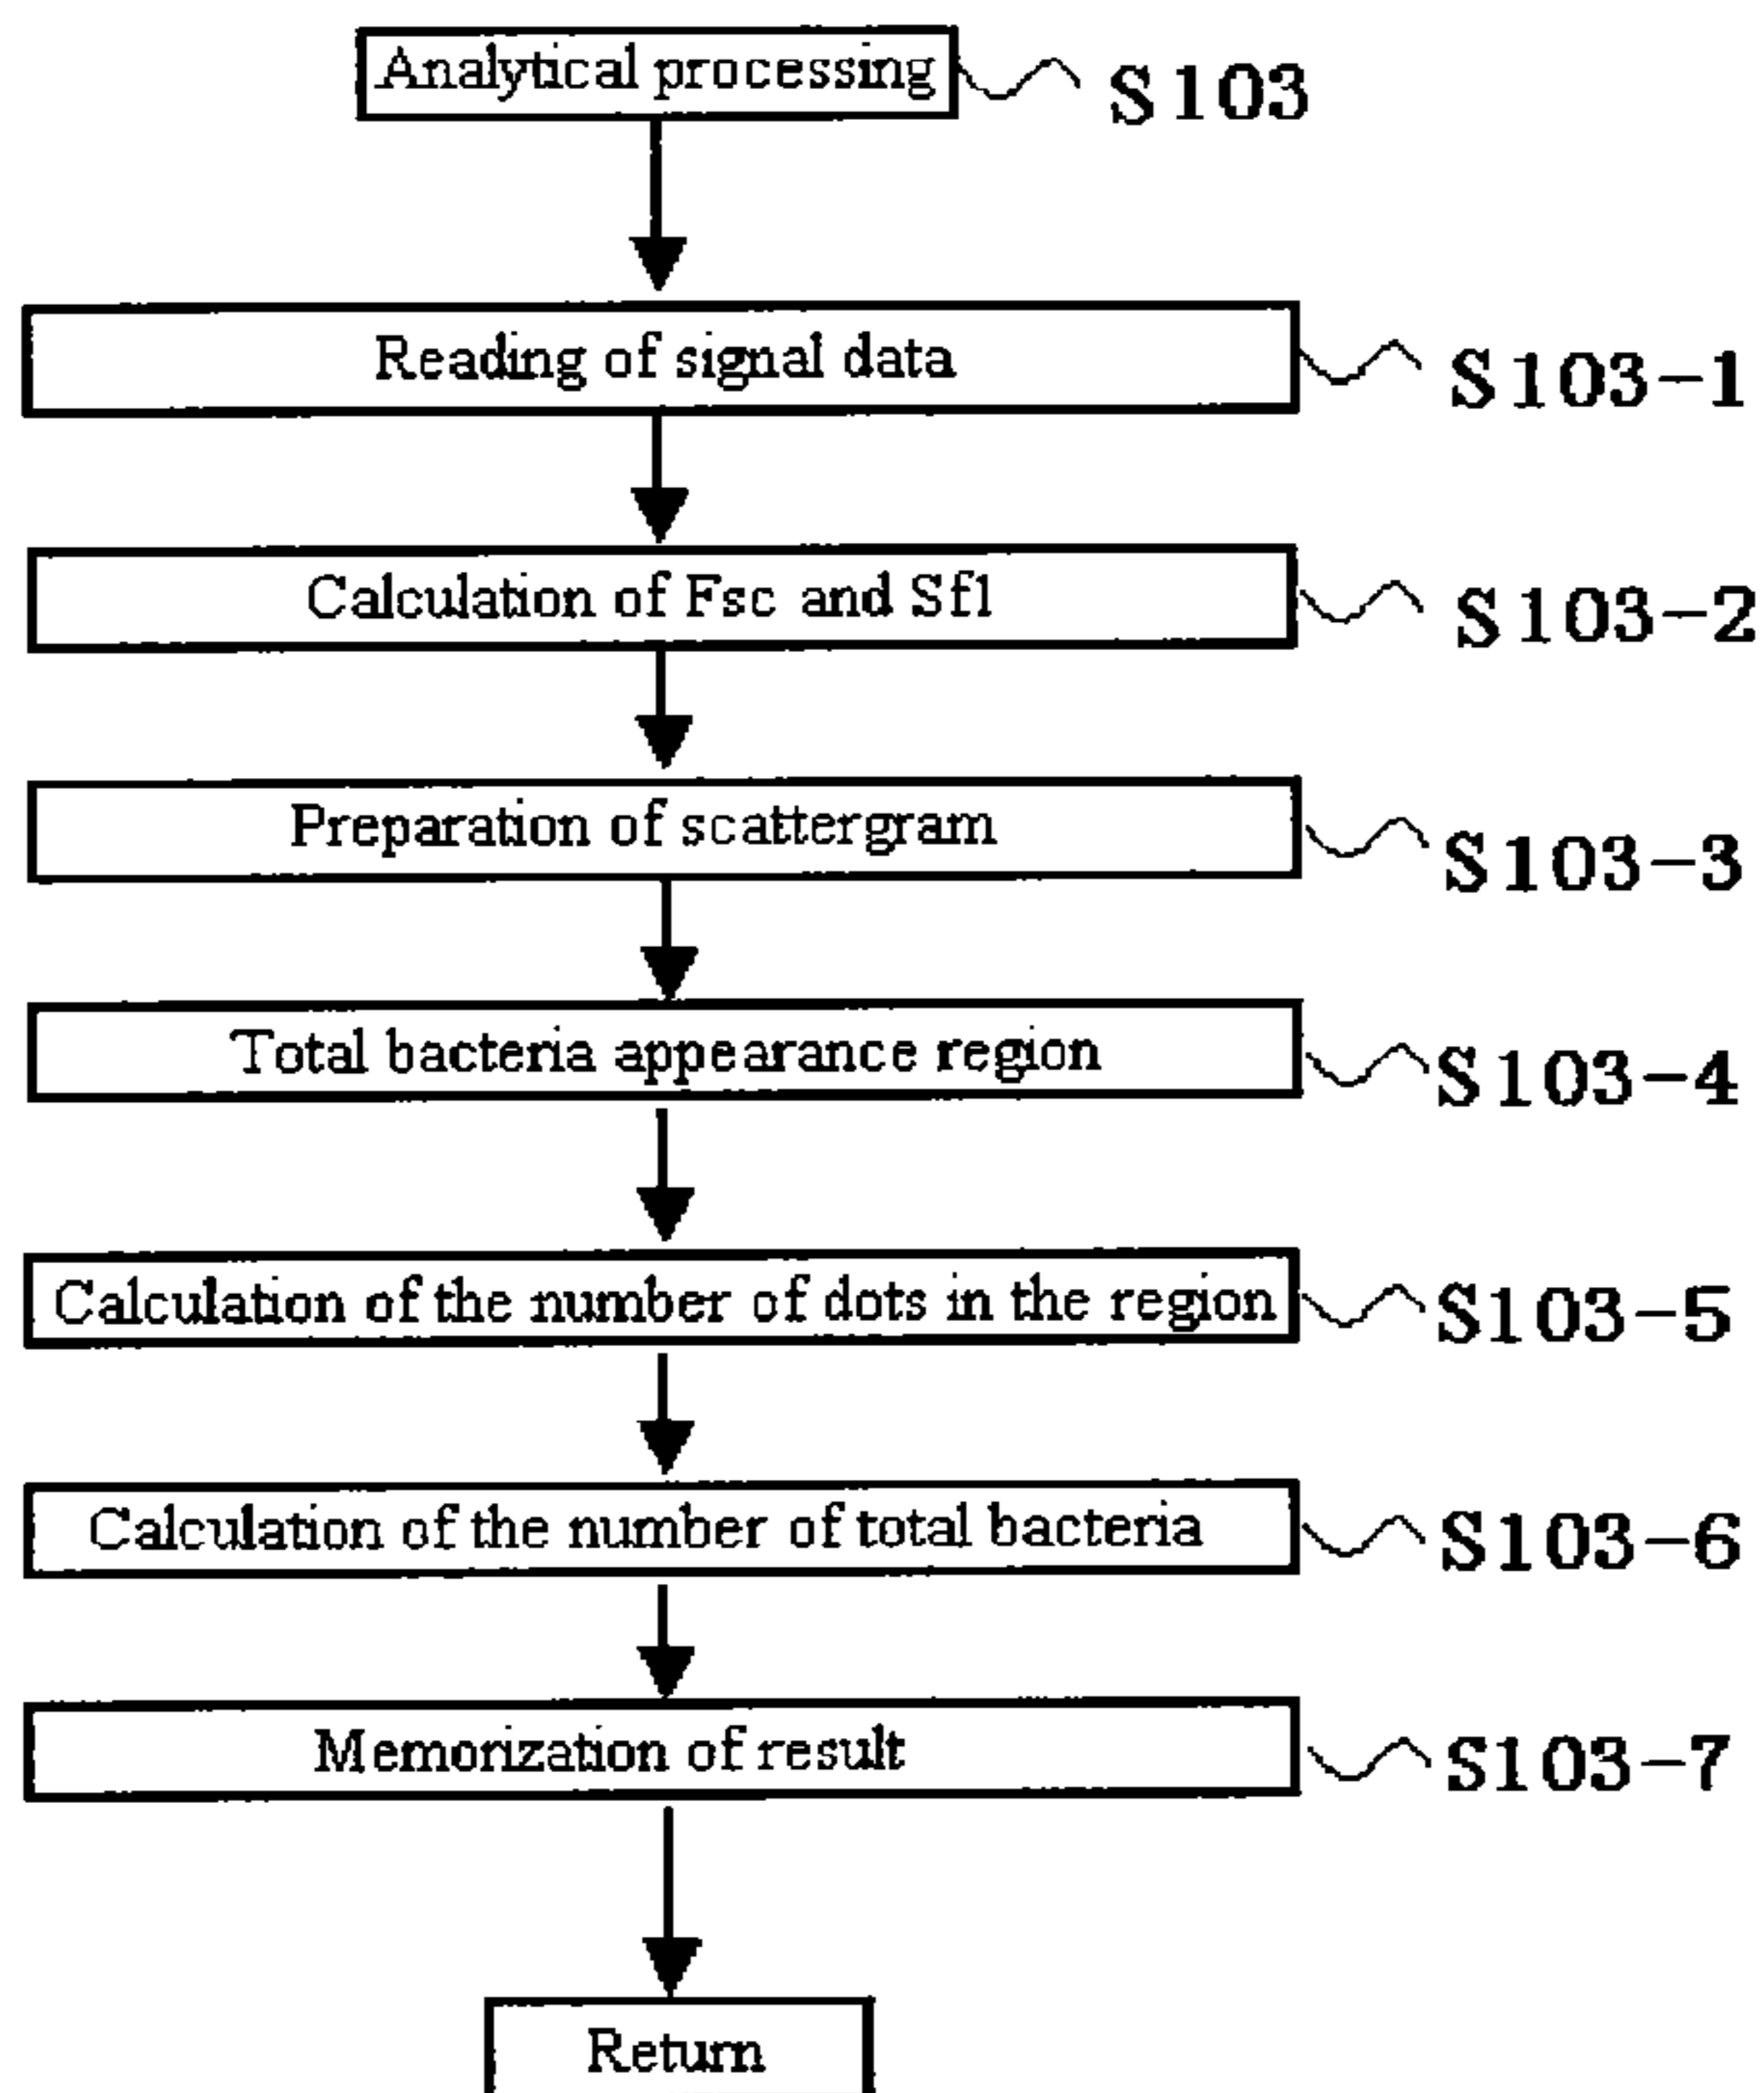 Analytical processing S103
Reading of signal data S103-1
Calculation of Fsc and Sfl S103-2
Preparation of scattergram S103-3
Total bacteria appearance region S103-4
Calculation of the number of dots in the region S103-5
Calculation of the number of total bacteria S103-6
Memorization of result S103-7
Return